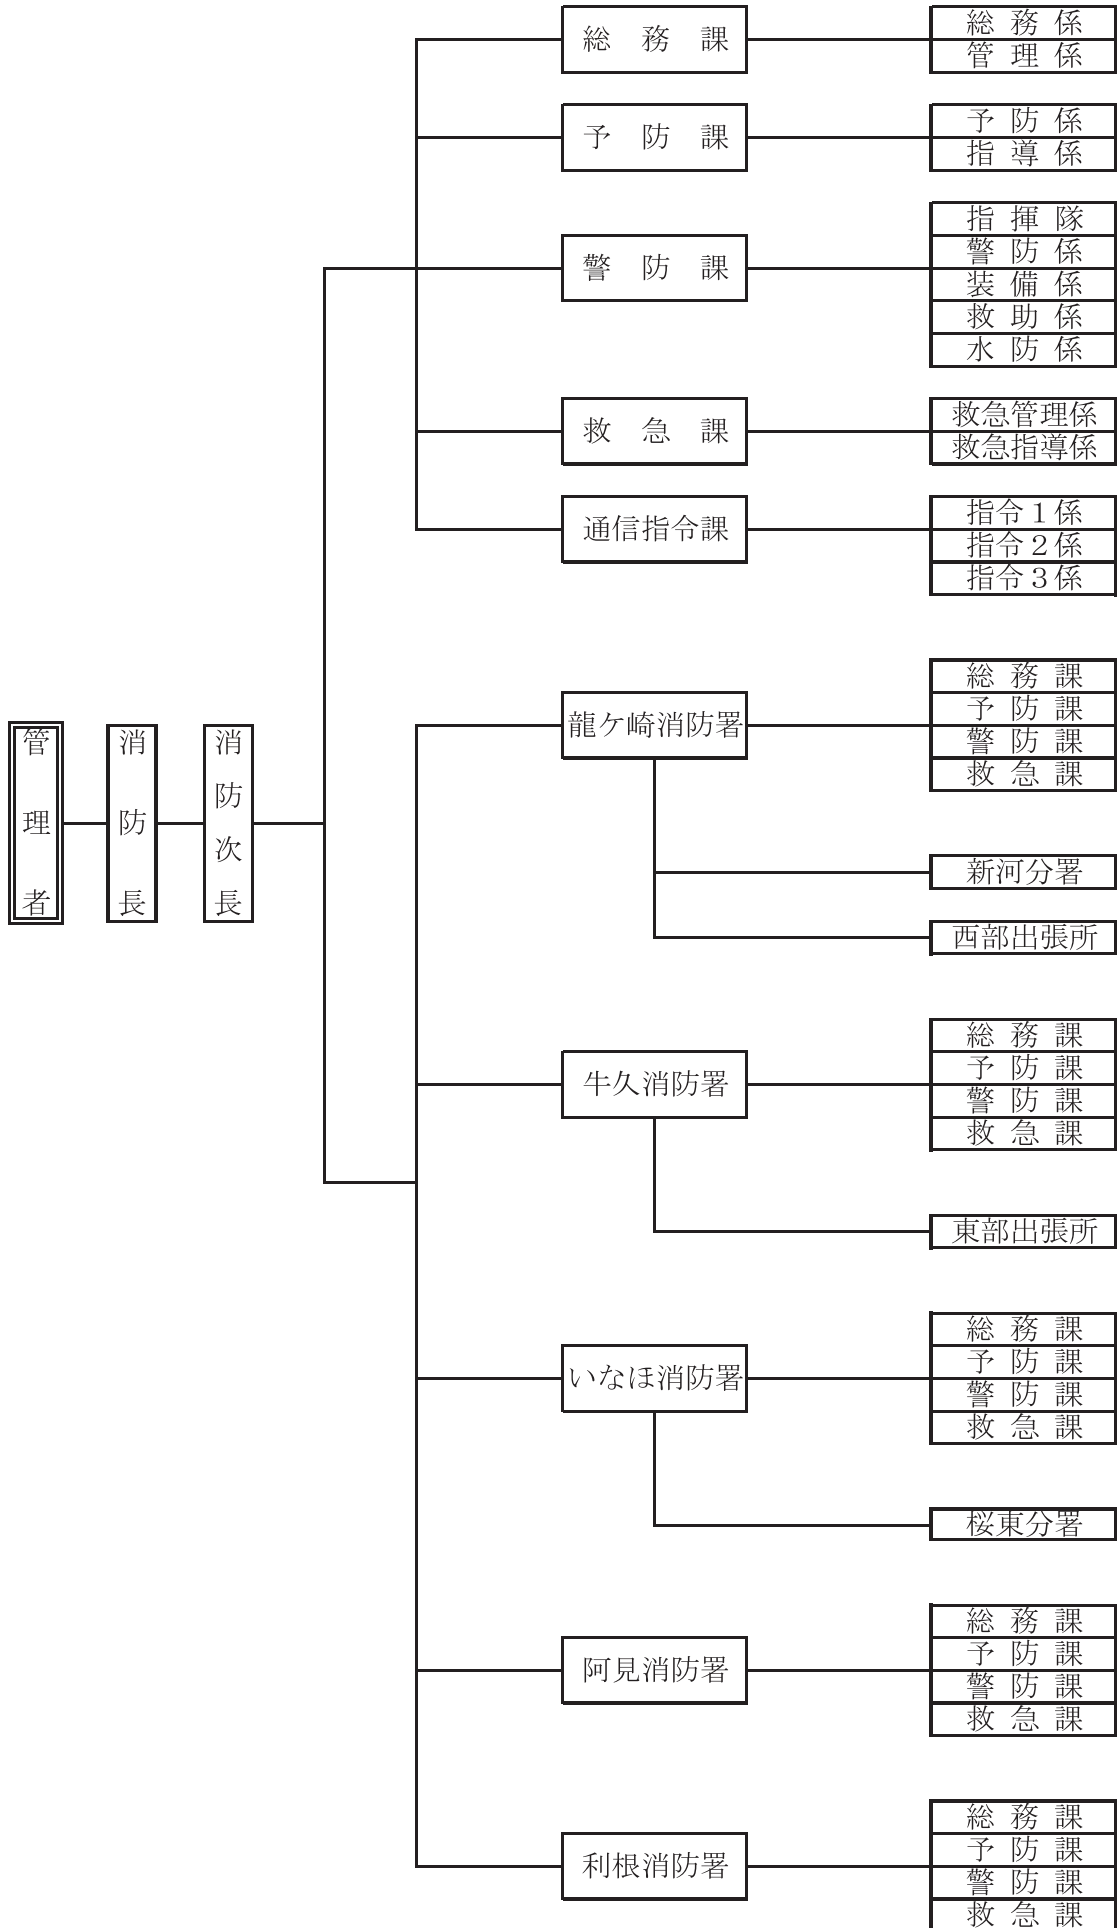 管理者
消防長
消防次長
総務課
総務係
管理係
予防課
予防係
指導係
警防課
指揮隊
警防係
装備係
救助係
水防係
救急課
救急管理係
救急指導係
通信指令課
指令１係
指令２係
指令３係
龍ケ崎消防署
総務課
予防課
警防課
救急課
新河分署
西部出張所
牛久消防署
総務課
予防課
警防課
救急課
東部出張所
いなほ消防署
総務課
予防課
警防課
救急課
桜東分署
阿見消防署
総務課
予防課
警防課
救急課
利根消防署
総務課
予防課
警防課
救急課